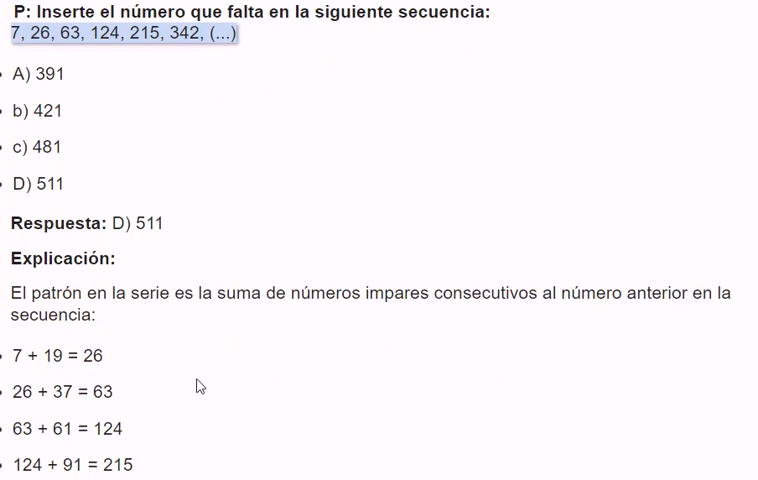 P: Inserte el número que falta en la siguiente secuencia:
7, 26, 63, 124, 215, 342, (...)
A) 391
b) 421
c) 481
D) 511
Respuesta: D) 511
Explicación:
El patrón en la serie es la suma de números impares consecutivos al número anterior en la
secuencia:
7 + 19 = 26
26 + 37 = 63
63 + 61 = 124
124 + 91 = 215